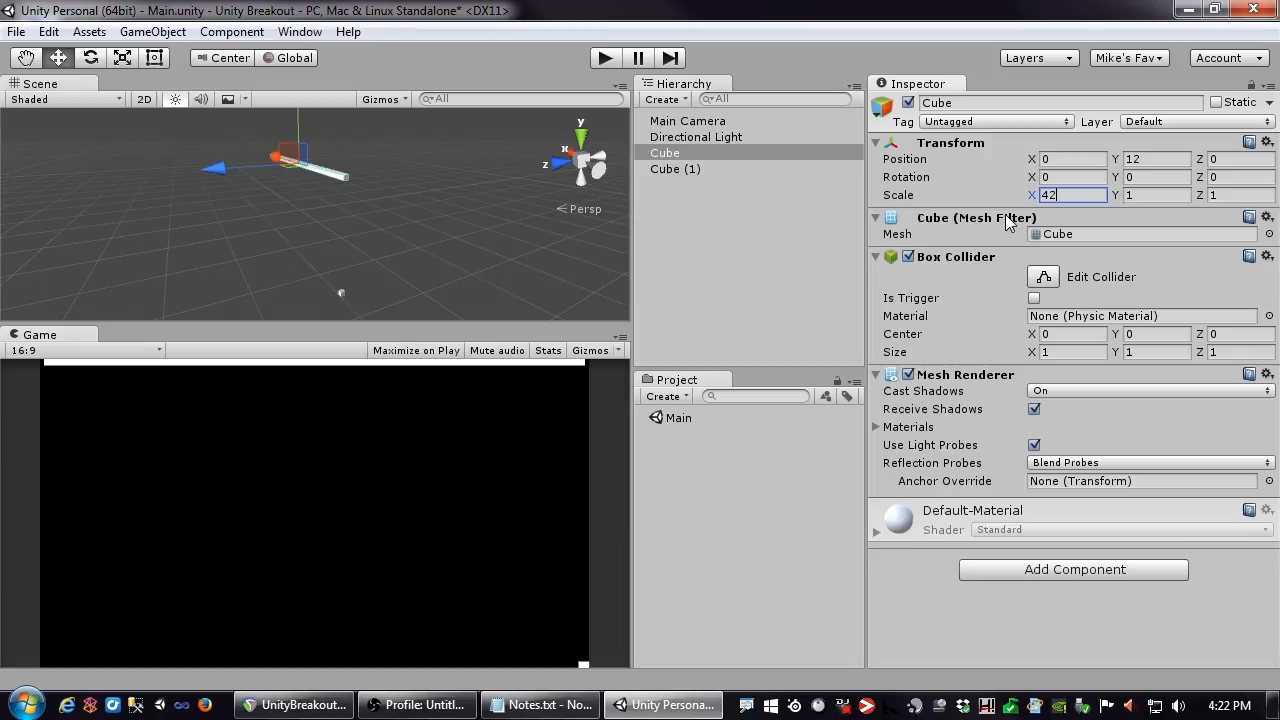 Unity Personal (64bit) - Main.unity - Unity Breakout - PC, Mac & Linux Standalone* <DX11>
File Edit Assets GameObject Component Window Help
Center Global Layers Mike's Fav Account
Scene
Shaded 2D Gizmos All
y
x
z
Persp
Game
16:9 Maximize on Play Mute audio Stats Gizmos
Hierarchy
Create All
Main Camera
Directional Light
Cube
Cube (1)
Project
Create
Main
Inspector
Cube Static
Tag Untagged Layer Default
Transform
Position X 0 Y 12 Z 0
Rotation X 0 Y 0 Z 0
Scale X 42 Y 1 Z 1
Cube (Mesh Filter)
Mesh Cube
Box Collider
Edit Collider
Is Trigger
Material None (Physic Material)
Center X 0 Y 0 Z 0
Size X 1 Y 1 Z 1
Mesh Renderer
Cast Shadows On
Receive Shadows
Materials
Use Light Probes
Reflection Probes Blend Probes
Anchor Override None (Transform)
Default-Material
Shader Standard
Add Component
UnityBreakout... Profile: Untitl... Notes.txt - No... Unity Persona... 4:22 PM